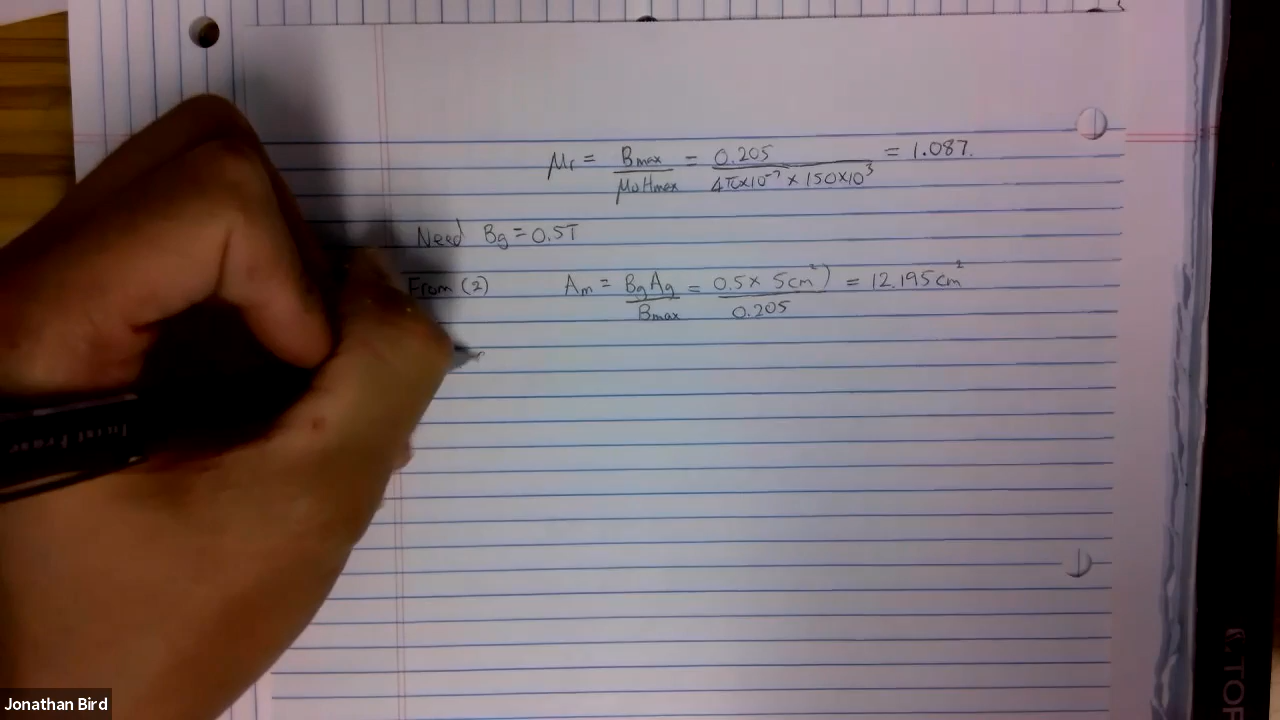 μr = Bmax / μ0Hmax = 0.205 / 4π×10⁻⁷ × 150×10³ = 1.087.
Need Bg = 0.5T
From (2) Am = BgAg / Bmax = 0.5 × 5cm²) / 0.205 = 12.195cm²
Jonathan Bird